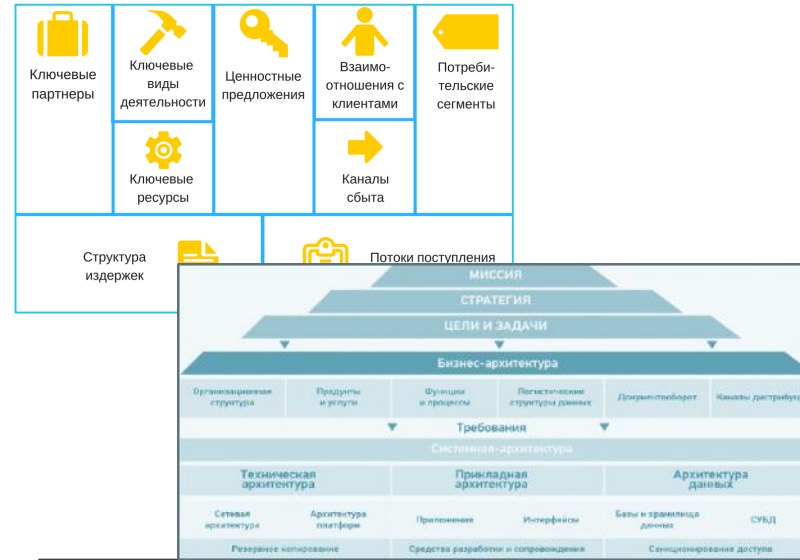 Ключевые
партнеры
Ключевые
виды
деятельности
Ценностные
предложения
Взаимо-
отношения с
клиентами
Потреби-
тельские
сегменты
Ключевые
ресурсы
Каналы
сбыта
Структура
издержек
Потоки поступления
МИССИЯ
СТРАТЕГИЯ
ЦЕЛИ И ЗАДАЧИ
Бизнес-архитектура
Организационная
структура
Продукты
и услуги
Функции
и процессы
Логистические
структуры данных
Документооборот
Каналы дистрибуц
Требования
Системная-архитектура
Техническая
архитектура
Прикладная
архитектура
Архитектура
данных
Сетевая
архитектура
Архитектура
платформ
Приложения
Интерфейсы
Базы и хранилища
данных
СУБД
Резервное копирование
Средства разработки и сопровождения
Санкционирование доступа